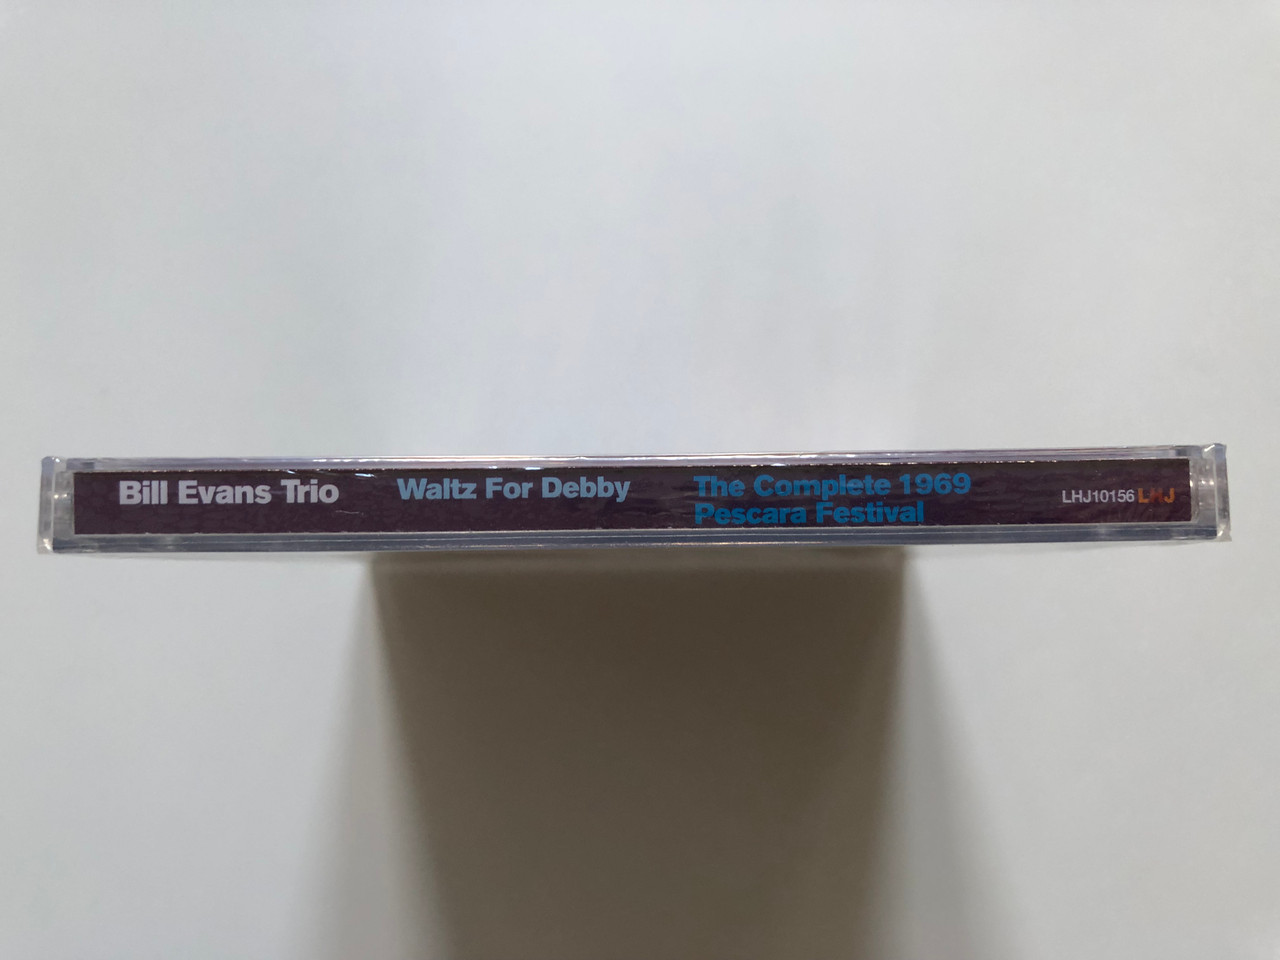 Bill Evans Trio
Waltz For Debby
The Complete 1969
Pescara Festival
LHJ10156 LHJ